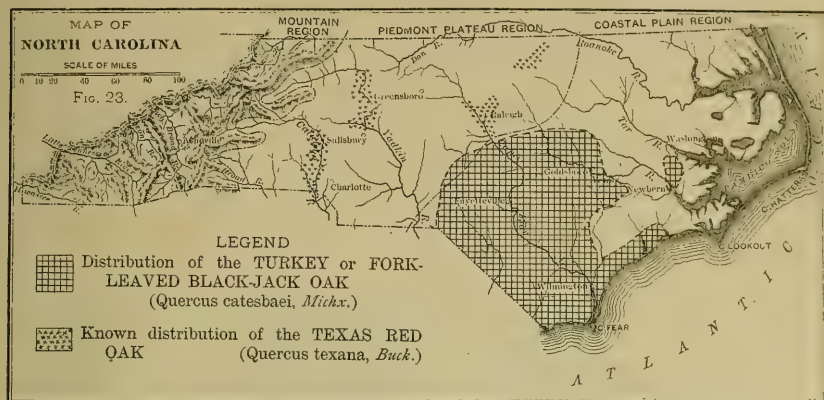 MAP OF
NORTH CAROLINA
SCALE OF MILES
0 10 20 40 60 80 100
FIG. 23.
MOUNTAIN
REGION
PIEDMONT PLATEAU REGION
COASTAL PLAIN REGION
Dan R.
Roanoke R.
Greensboro
Raleigh
Tar R.
Washington
Salisbury
Yadkin
R.
Charlotte
Broad R.
Little
Goldsboro
Newbern
Fayetteville
Wilmington
C. HATTERAS
C. LOOKOUT
C. FEAR
ATLANTIC
LEGEND
Distribution of the TURKEY or FORK-
LEAVED BLACK-JACK OAK
(Quercus catesbaei, Michx.)
Known distribution of the TEXAS RED
OAK (Quercus texana, Buck.)